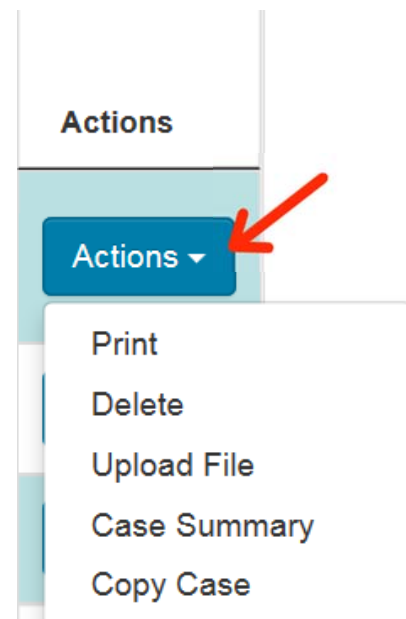 Actions
Actions
Print
Delete
Upload File
Case Summary
Copy Case